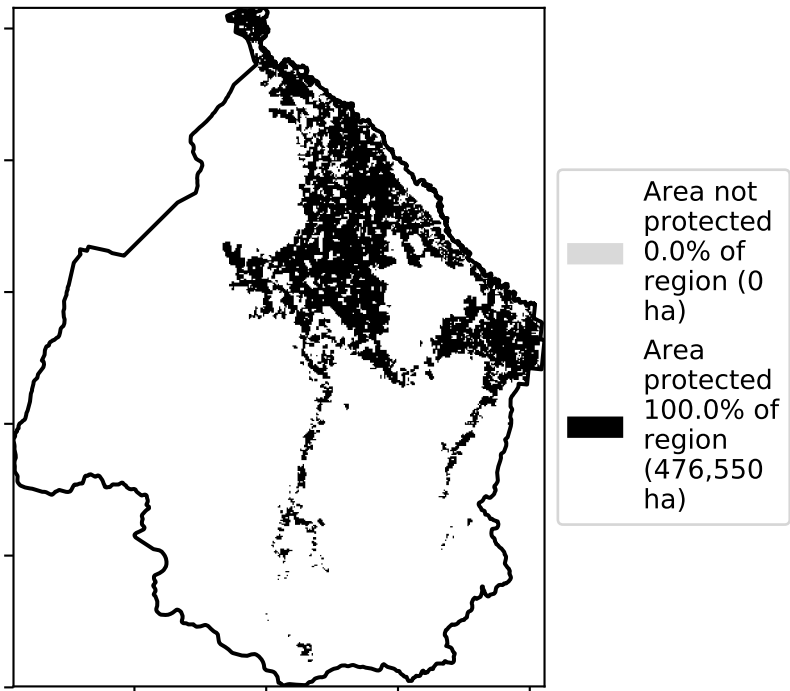 Area not
protected
0.0% of
region (0
ha)
Area
protected
100.0% of
region
(476,550
ha)